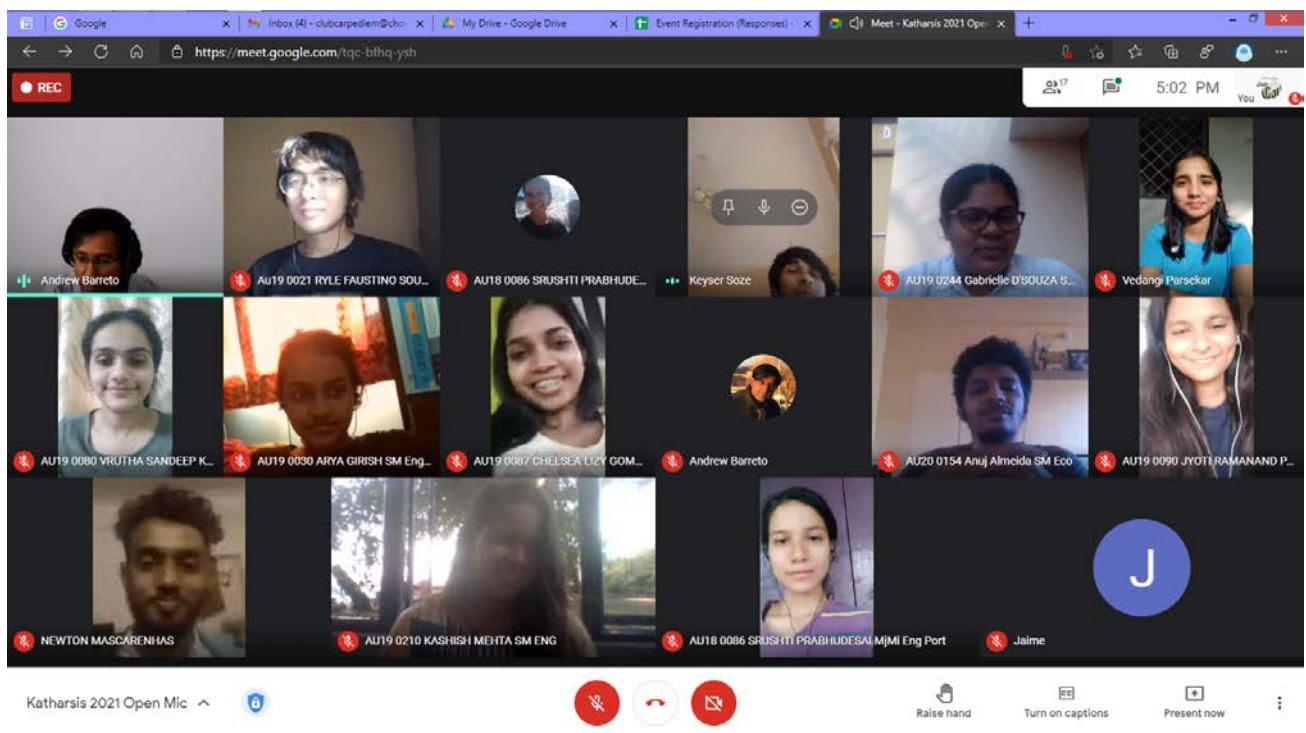 Google
Inbox (4) - clubcarpediem@cho
My Drive - Google Drive
Event Registration (Responses) -
Meet - Katharsis 2021 Ope
https://meet.google.com/tqc-bfhq-ysh
REC
17
5:02 PM
You
Andrew Barreto
AU19 0021 RYLE FAUSTINO SOU...
AU18 0086 SRUSHTI PRABHUDE...
Keyser Soze
AU19 0244 Gabrielle D'SOUZA S...
Vedangi Parsekar
AU19 0080 VRUTHA SANDEEP K...
AU19 0030 ARYA GIRISH SM Eng...
AU19 0087 CHELSEA LIZY GOM...
Andrew Barreto
AU20 0154 Anuj Almeida SM Eco
AU19 0090 JYOTI RAMANAND P...
NEWTON MASCARENHAS
AU19 0210 KASHISH MEHTA SM ENG
AU18 0086 SRUSHTI PRABHUDESAI MjMi Eng Port
J
Jaime
Katharsis 2021 Open Mic
Raise hand
Turn on captions
Present now